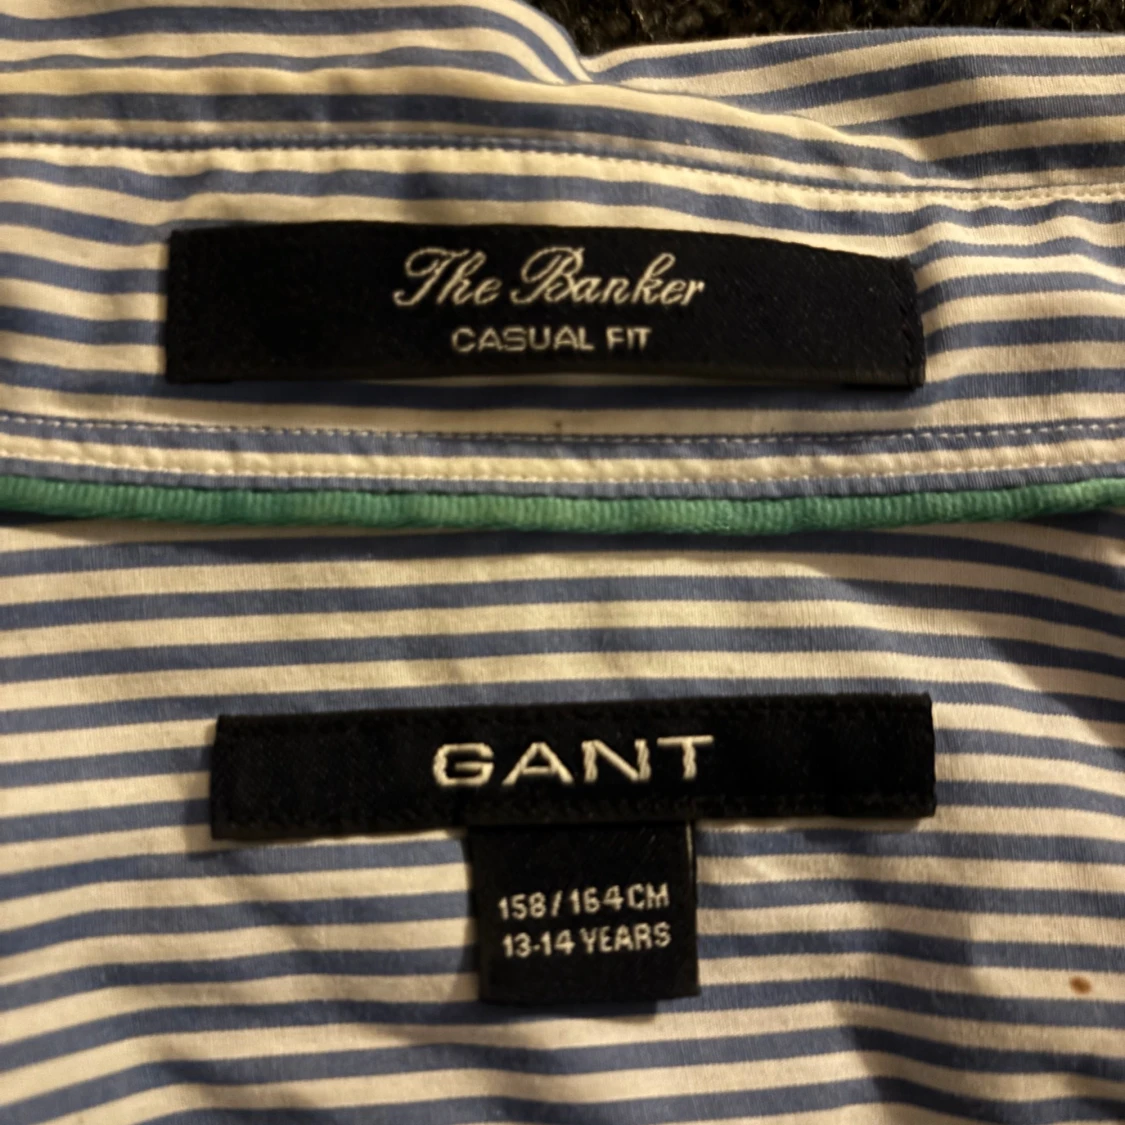 The Banker
CASUAL FIT
GANT
158/164CM
13-14 YEARS